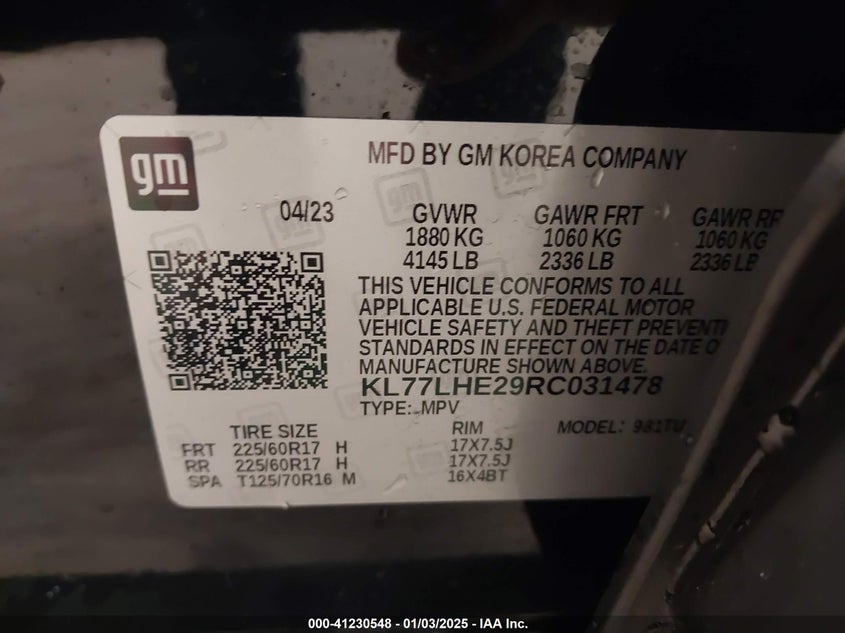 gm
MFD BY GM KOREA COMPANY
04/23 GVWR GAWR FRT GAWR RR
1880 KG 1060 KG 1060 KG
4145 LB 2336 LB 2336 LB
THIS VEHICLE CONFORMS TO ALL
APPLICABLE U.S. FEDERAL MOTOR
VEHICLE SAFETY AND THEFT PREVENTI
STANDARDS IN EFFECT ON THE DATE O
MANUFACTURE SHOWN ABOVE.
KL77LHE29RC031478
TYPE: MPV
TIRE SIZE RIM MODEL: 981TU
FRT 225/60R17 H 17X7.5J
RR 225/60R17 H 17X7.5J
SPA T125/70R16 M 16X4BT
000-41230548 - 01/03/2025 - IAA Inc.